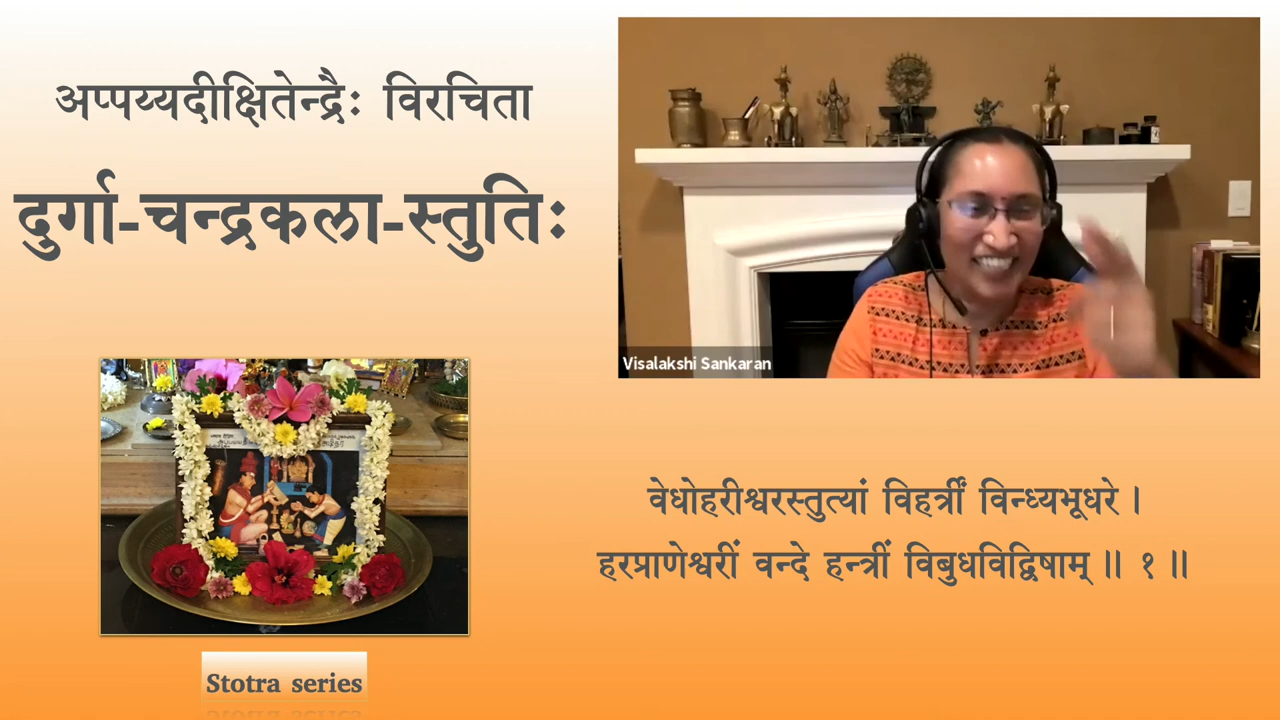 अप्पय्यदीक्षितेन्द्रैः विरचिता
दुर्गा-चन्द्रकला-स्तुतिः
Visalakshi Sankaran
वेधोहरीश्वरस्तुत्यां विहर्त्रीं विन्ध्यभूधरे ।
हरप्राणेश्वरीं वन्दे हन्त्रीं विबुधविद्विषाम् ॥ १ ॥
Stotra series